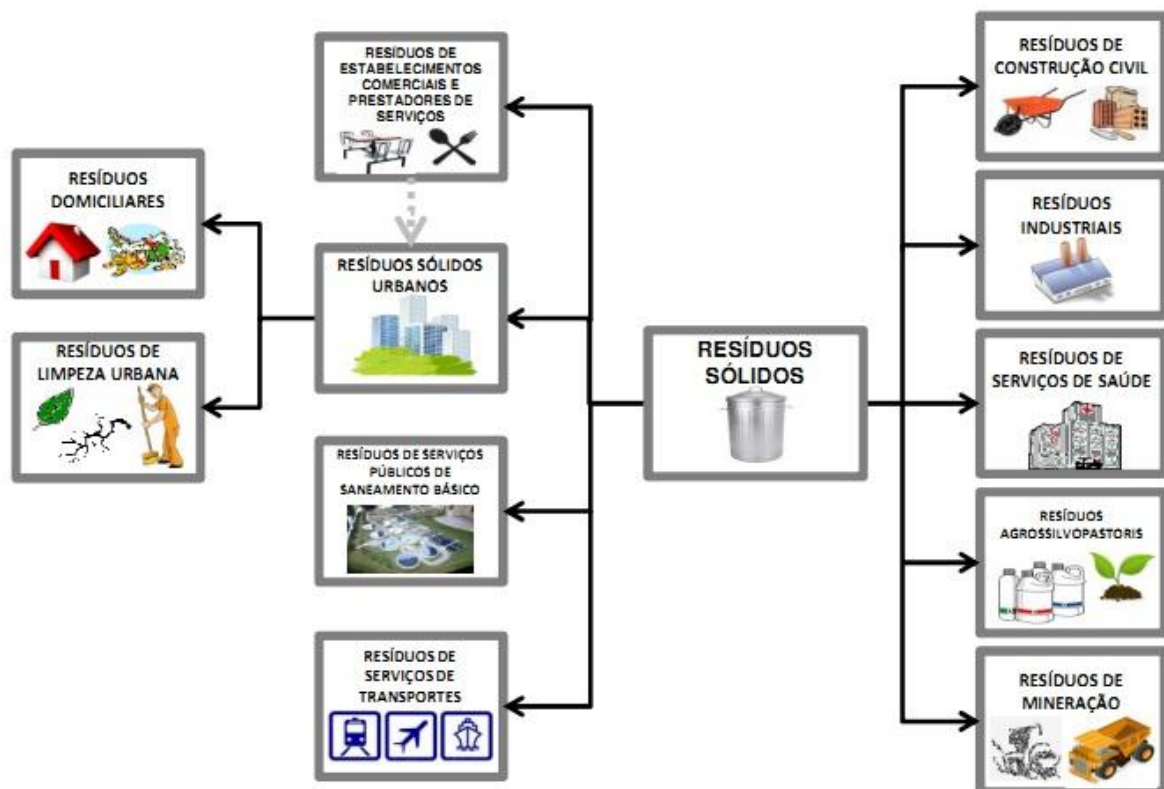 RESÍDUOS DE
ESTABELECIMENTOS
COMERCIAIS E
PRESTADORES DE
SERVIÇOS
RESÍDUOS
DOMICILIARES
RESÍDUOS DE
LIMPEZA URBANA
RESÍDUOS SÓLIDOS
URBANOS
RESÍDUOS DE SERVIÇOS
PÚBLICOS DE
SANEAMENTO BÁSICO
RESÍDUOS DE
SERVIÇOS DE
TRANSPORTES
RESÍDUOS
SÓLIDOS
RESÍDUOS DE
CONSTRUÇÃO CIVIL
RESÍDUOS
INDUSTRIAIS
RESÍDUOS DE
SERVIÇOS DE SAÚDE
RESÍDUOS
AGROSSILVOPASTORIS
RESÍDUOS DE
MINERAÇÃO